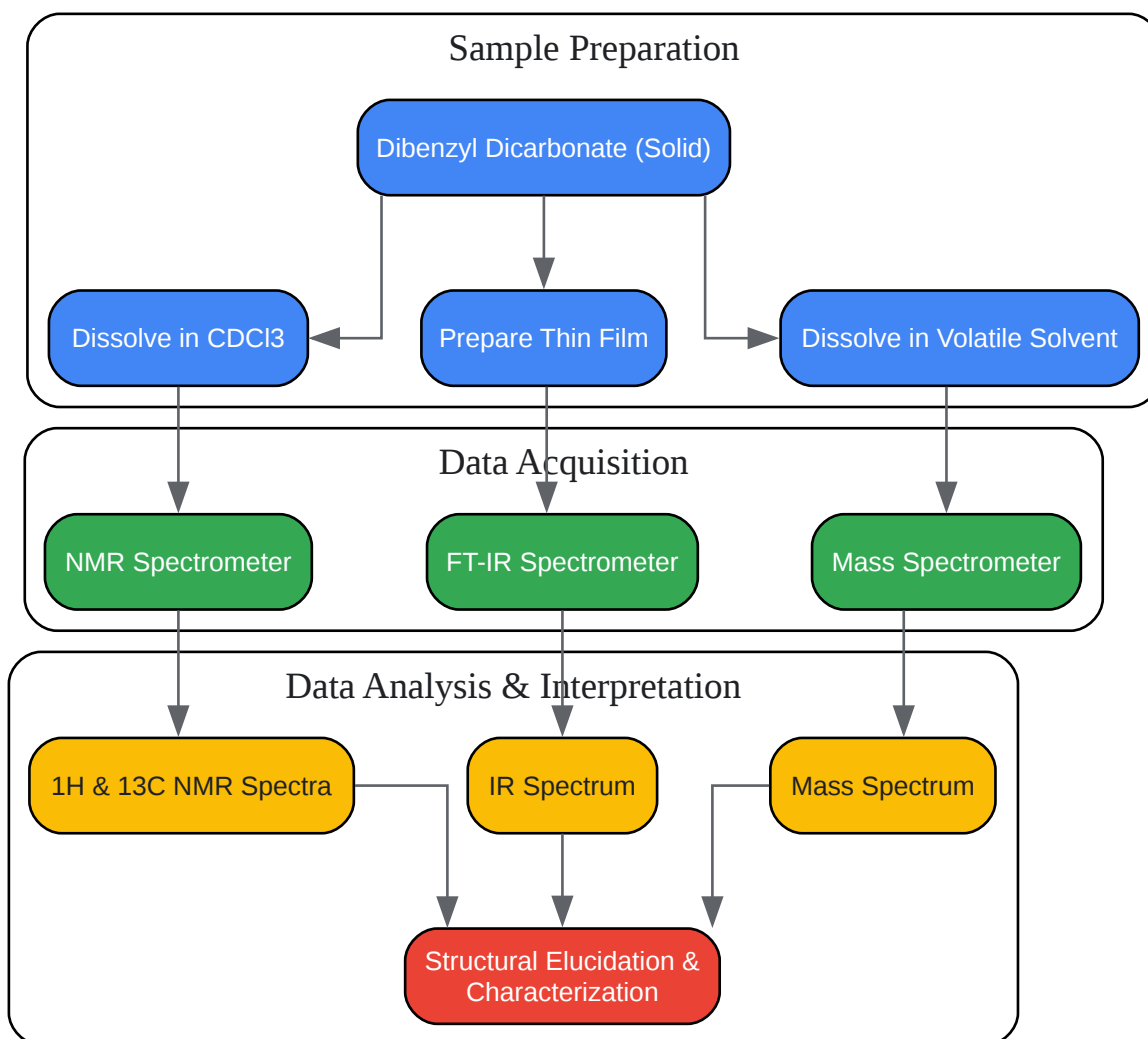 Sample Preparation
Dibenzyl Dicarbonate (Solid)
Dissolve in CDCl3
Prepare Thin Film
Dissolve in Volatile Solvent
Data Acquisition
NMR Spectrometer
FT-IR Spectrometer
Mass Spectrometer
Data Analysis & Interpretation
1H & 13C NMR Spectra
IR Spectrum
Mass Spectrum
Structural Elucidation &
Characterization